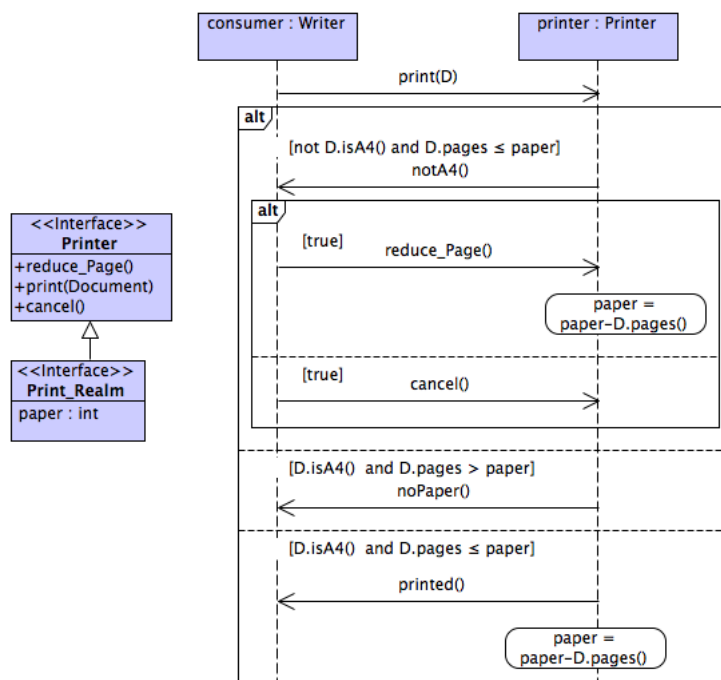 consumer : Writer
printer : Printer
print(D)
alt
[not D.isA4() and D.pages ≤ paper]
notA4()
alt
[true]
reduce_Page()
paper =
paper-D.pages()
[true]
cancel()
[D.isA4() and D.pages > paper]
noPaper()
[D.isA4() and D.pages ≤ paper]
printed()
paper =
paper-D.pages()
<<Interface>>
Printer
+reduce_Page()
+print(Document)
+cancel()
<<Interface>>
Print_Realm
paper : int